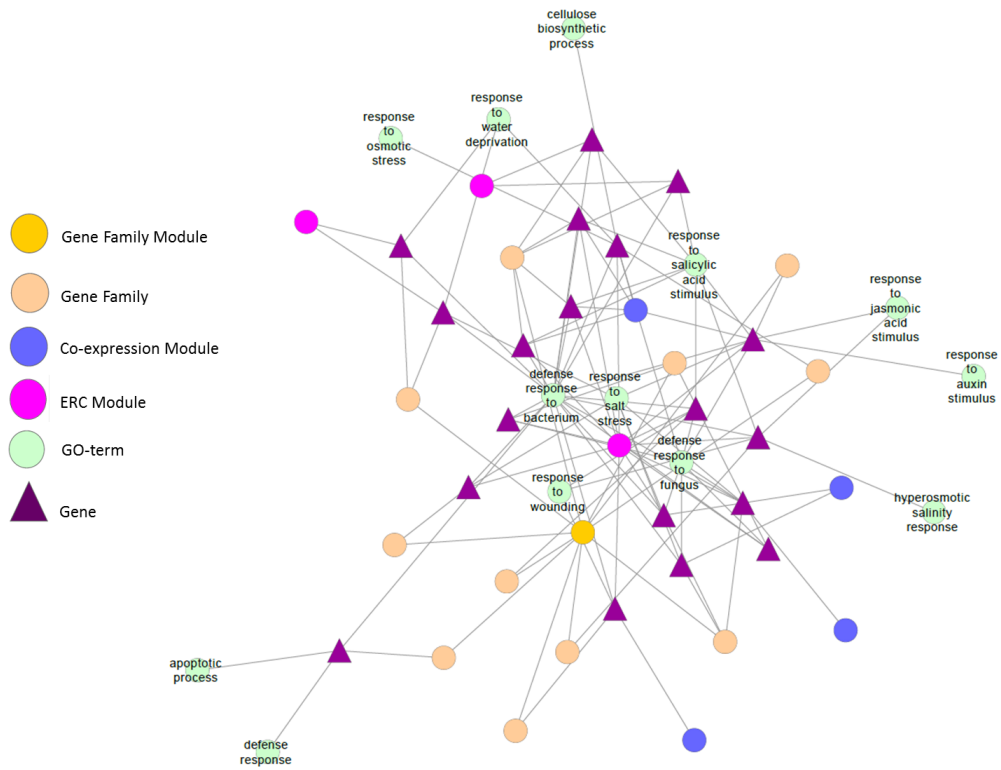 cellulose
biosynthetic
process
response
to
water
deprivation
response
to
osmotic
stress
Gene Family Module
Gene Family
Co-expression Module
ERC Module
GO-term
Gene
response
to
salicylic
acid
stimulus
response
to
jasmonic
acid
stimulus
response
to
auxin
stimulus
defense
response
to
bacterium
response
to
salt
stress
defense
response
to
fungus
response
to
wounding
hyperosmotic
salinity
response
apoptotic
process
defense
response